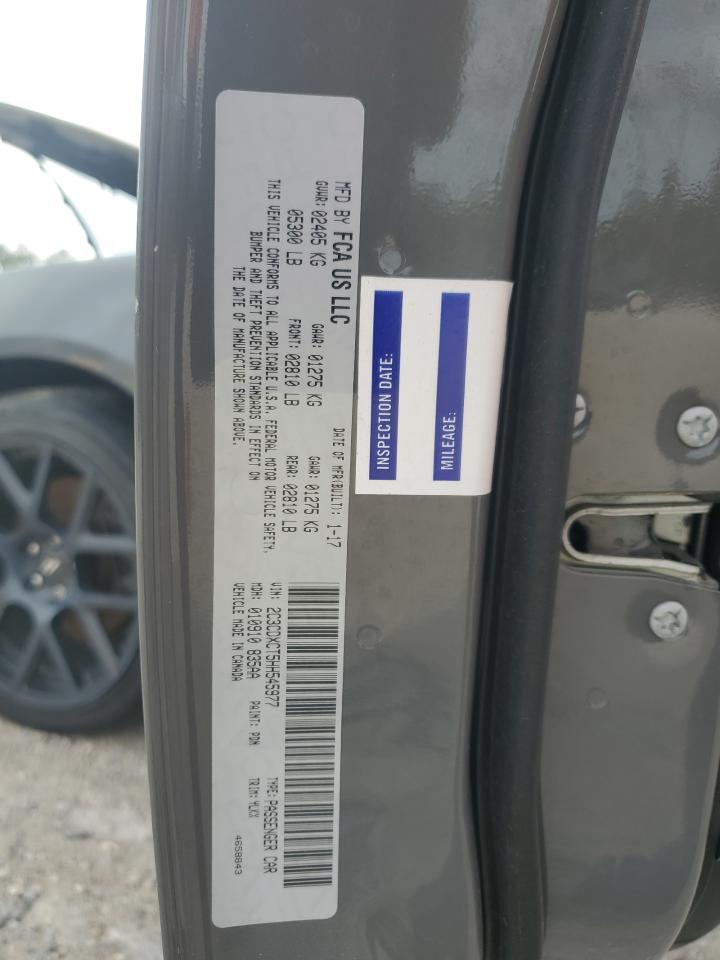 MFD BY FCA US LLC
DATE OF MFR(BUILT): 1-17
GVWR: 02405 KG GAWR: 01275 KG GAWR: 01275 KG
05300 LB FRONT: 02810 LB REAR: 02810 LB
THIS VEHICLE CONFORMS TO ALL APPLICABLE U.S.A. FEDERAL MOTOR VEHICLE SAFETY,
BUMPER AND THEFT PREVENTION STANDARDS IN EFFECT ON
THE DATE OF MANUFACTURE SHOWN ABOVE.
VIN: 2C3CDXCT5HH545977 TYPE: PASSENGER CAR
MDH: 010910 835AA PAINT: PDN TRIM: YLXX
VEHICLE MADE IN CANADA
4658843
INSPECTION DATE:
MILEAGE: